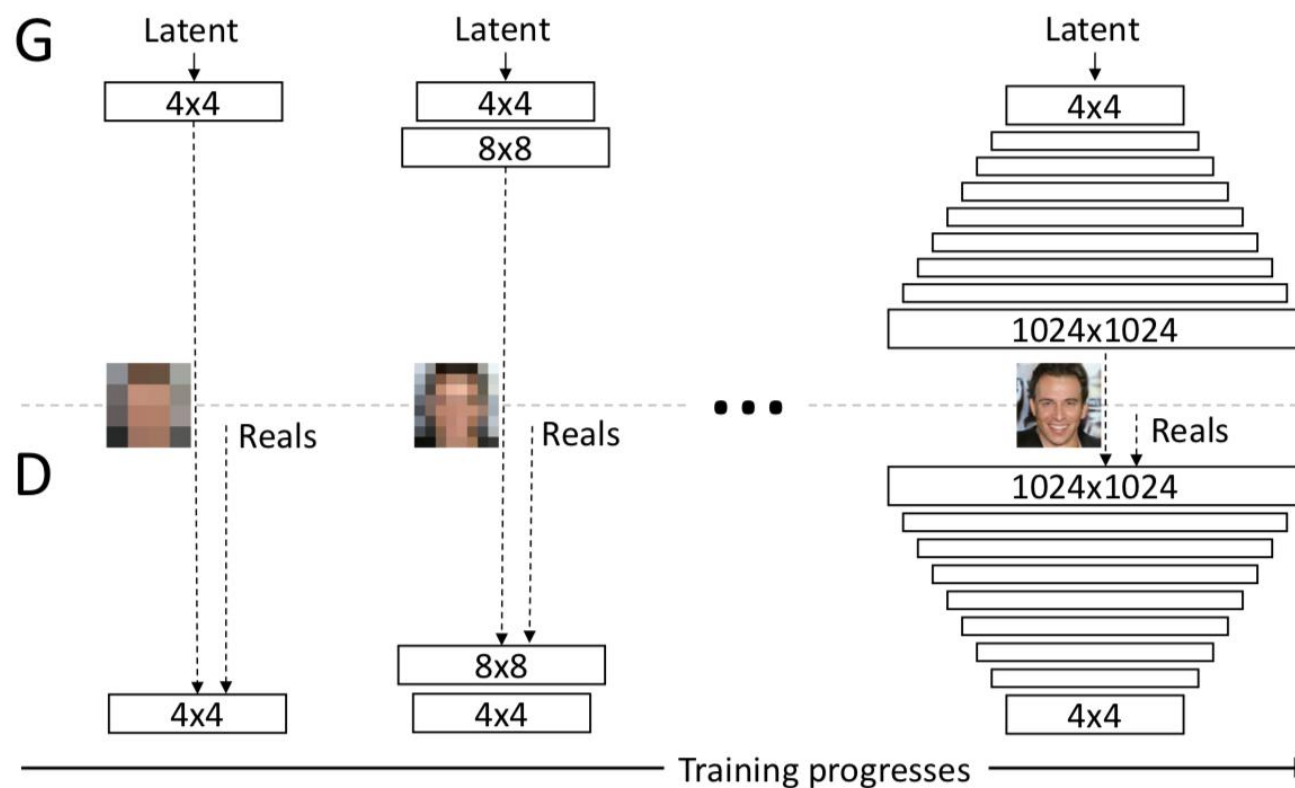 G
Latent
Latent
Latent
4x4
4x4
4x4
8x8
1024x1024
...
Reals
Reals
Reals
D
1024x1024
8x8
4x4
4x4
4x4
Training progresses